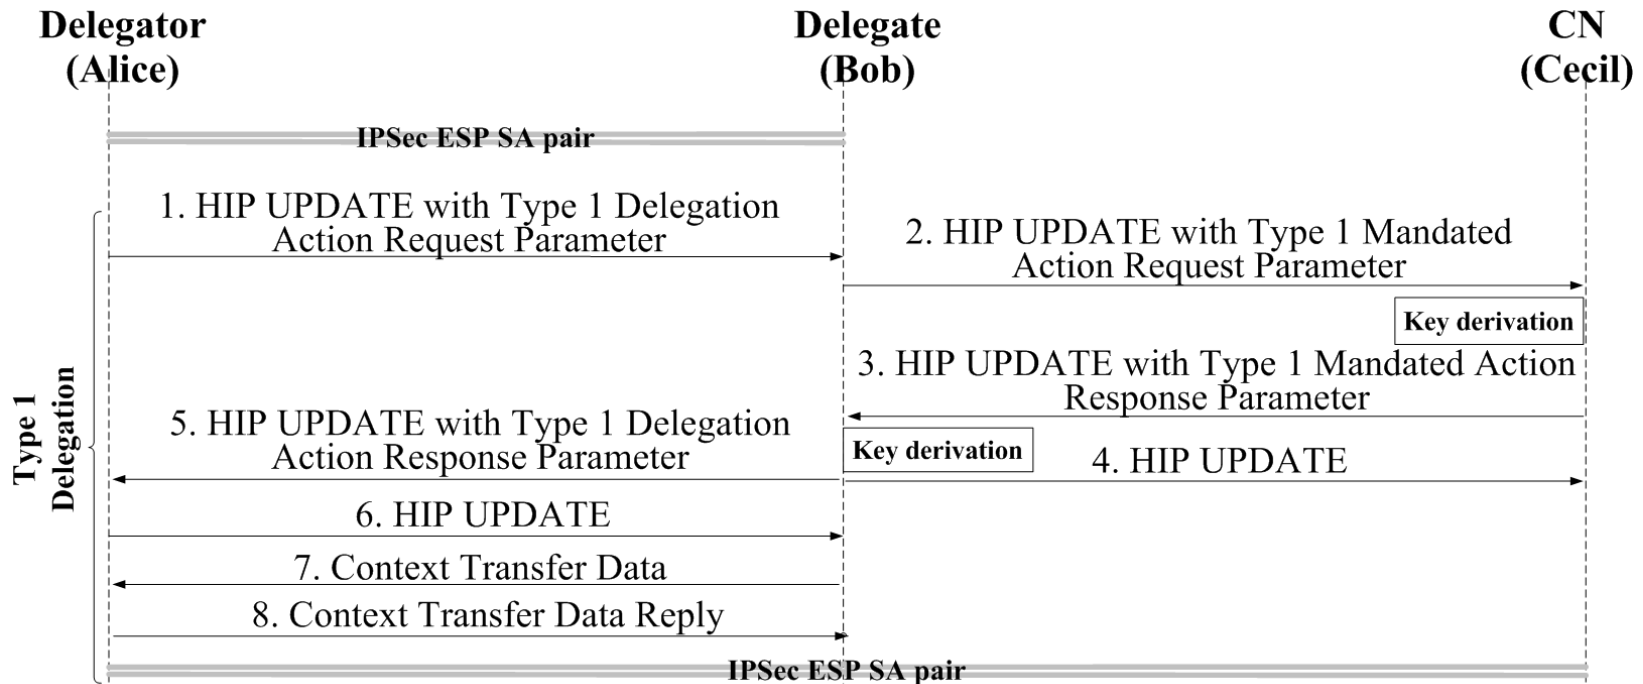 Delegator
(Alice)
Delegate
(Bob)
CN
(Cecil)
IPSec ESP SA pair
1. HIP UPDATE with Type 1 Delegation
Action Request Parameter
2. HIP UPDATE with Type 1 Mandated
Action Request Parameter
Key derivation
3. HIP UPDATE with Type 1 Mandated Action
Response Parameter
Key derivation
4. HIP UPDATE
5. HIP UPDATE with Type 1 Delegation
Action Response Parameter
6. HIP UPDATE
7. Context Transfer Data
8. Context Transfer Data Reply
Type 1
Delegation
IPSec ESP SA pair